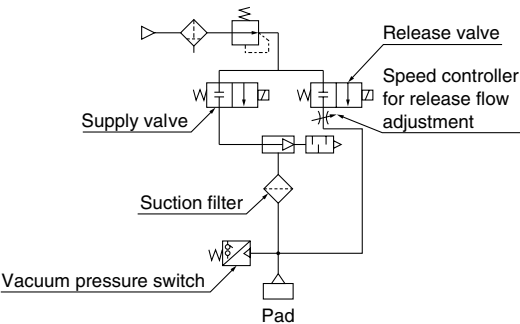 Release valve
Speed controller
for release flow
adjustment
Supply valve
Suction filter
Vacuum pressure switch
Pad